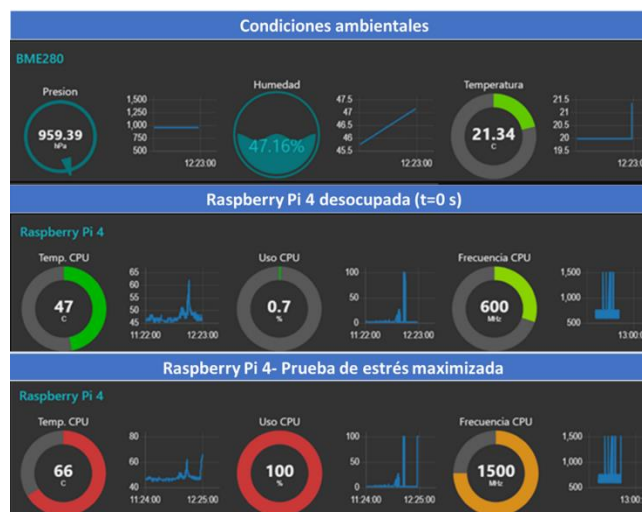 Condiciones ambientales
BME280
Presion
Humedad
Temperatura
959.39
hPa
1,500
1,250
1,000
750
500
12:23:00
47.16%
47.5
47
46.5
46
45.5
12:23:00
21.34
C
21.5
21
20.5
20
19.5
12:23:00
Raspberry Pi 4 desocupada (t=0 s)
Raspberry Pi 4
Temp. CPU
Uso CPU
Frecuencia CPU
47
C
65
60
55
50
45
11:22:00
12:23:00
0.7
%
100
50
0
11:22:00
12:23:00
600
MHz
1,500
1,000
500
13:00:0
Raspberry Pi 4- Prueba de estrés maximizada
Raspberry Pi 4
Temp. CPU
Uso CPU
Frecuencia CPU
66
C
80
60
40
11:24:00
12:25:00
100
%
100
50
0
11:24:00
12:25:00
1500
MHz
1,500
1,000
500
13:00: